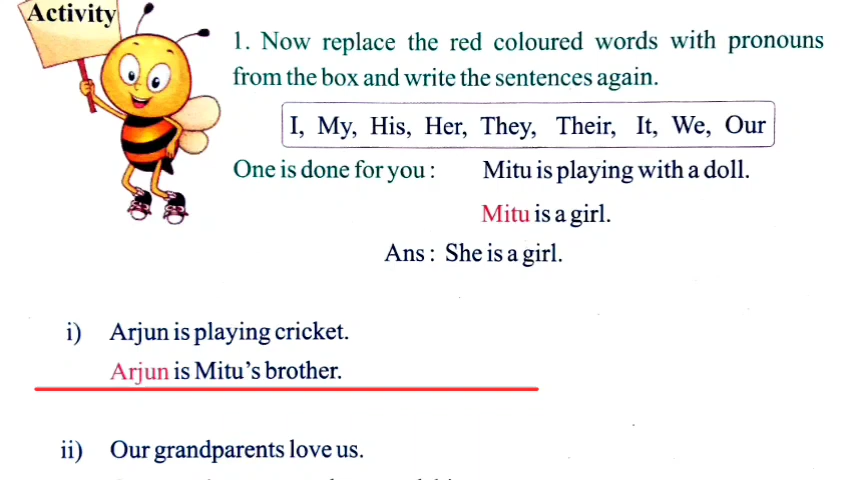 Activity
1. Now replace the red coloured words with pronouns
from the box and write the sentences again.
I, My, His, Her, They, Their, It, We, Our
One is done for you : Mitu is playing with a doll.
Mitu is a girl.
Ans : She is a girl.
i) Arjun is playing cricket.
Arjun is Mitu's brother.
ii) Our grandparents love us.